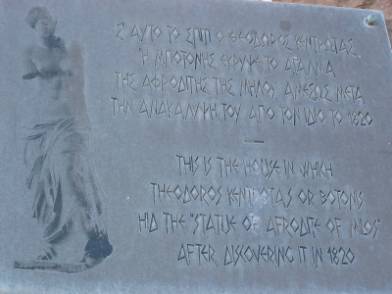 Σ' ΑΥΤΟ ΤΟ ΣΠΙΤΙ Ο ΘΕΟΔΩΡΟΣ ΚΕΝΤΡΩΤΑΣ
Ή ΜΠΟΤΟΝΗΣ ΕΚΡΥΨΕ ΤΟ ΑΓΑΛΜΑ
ΤΗΣ ΑΦΡΟΔΙΤΗΣ ΤΗΣ ΜΗΛΟΥ ΑΜΕΣΩΣ ΜΕΤΑ
ΤΗΝ ΑΝΑΚΑΛΥΨΗ ΤΟΥ ΑΠΟ ΤΟΝ ΙΔΙΟ ΤΟ 1820
THIS IS THE HOUSE IN WHICH
THEODOROS KENTROTAS OR BOTONIS
HID THE "STATUE OF AFRODITE OF MILOS"
AFTER DISCOVERING IT IN 1820